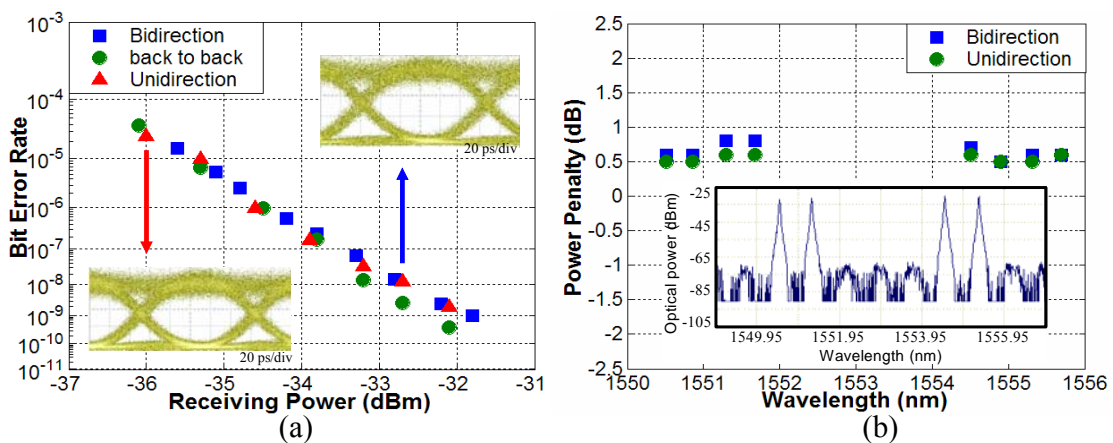 10-3
10-4
10-5
10-6
10-7
10-8
10-9
10-10
10-11
Bit Error Rate
Bidirection
back to back
Unidirection
20 ps/div
20 ps/div
-37 -36 -35 -34 -33 -32 -31
Receiving Power (dBm)
(a)
2.5
2
1.5
1
0.5
0
-0.5
-1
-1.5
-2
-2.5
Power Penalty (dB)
Bidirection
Unidirection
-25
-45
-65
-85
-105
Optical power (dBm)
1549.95 1551.95 1553.95 1555.95
Wavelength (nm)
1550 1551 1552 1553 1554 1555 1556
Wavelength (nm)
(b)